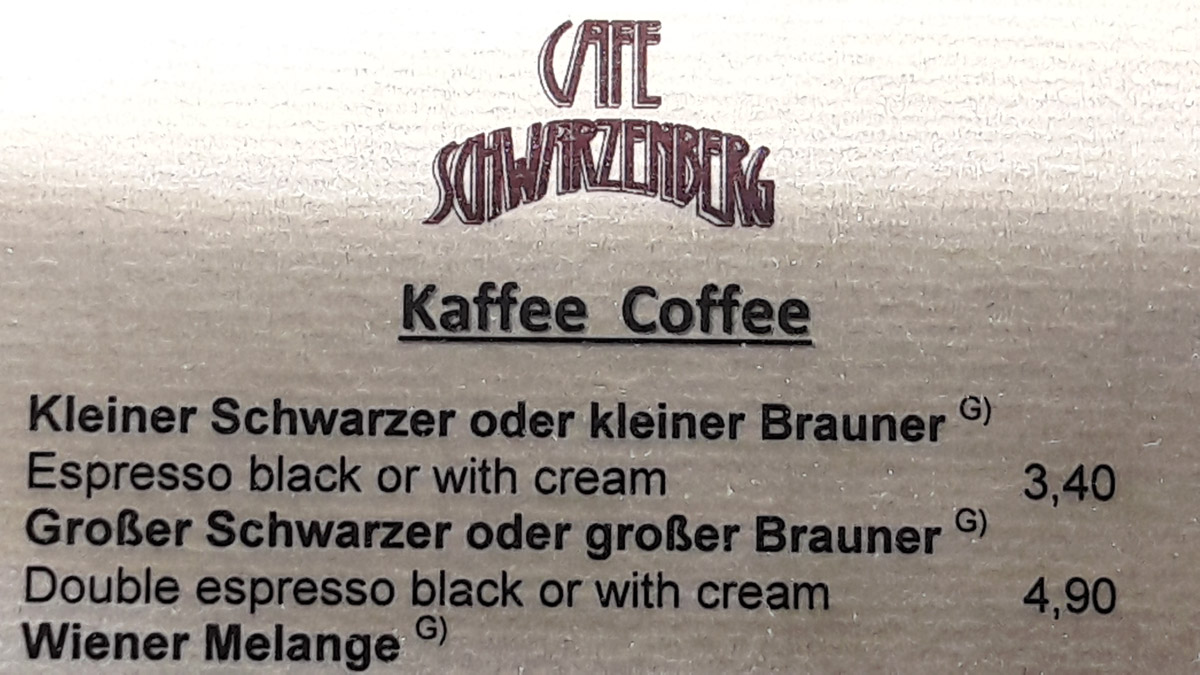 CAFE
SCHWARZENBERG
Kaffee Coffee
Kleiner Schwarzer oder kleiner Brauner G)
Espresso black or with cream 3,40
Großer Schwarzer oder großer Brauner G)
Double espresso black or with cream 4,90
Wiener Melange G)